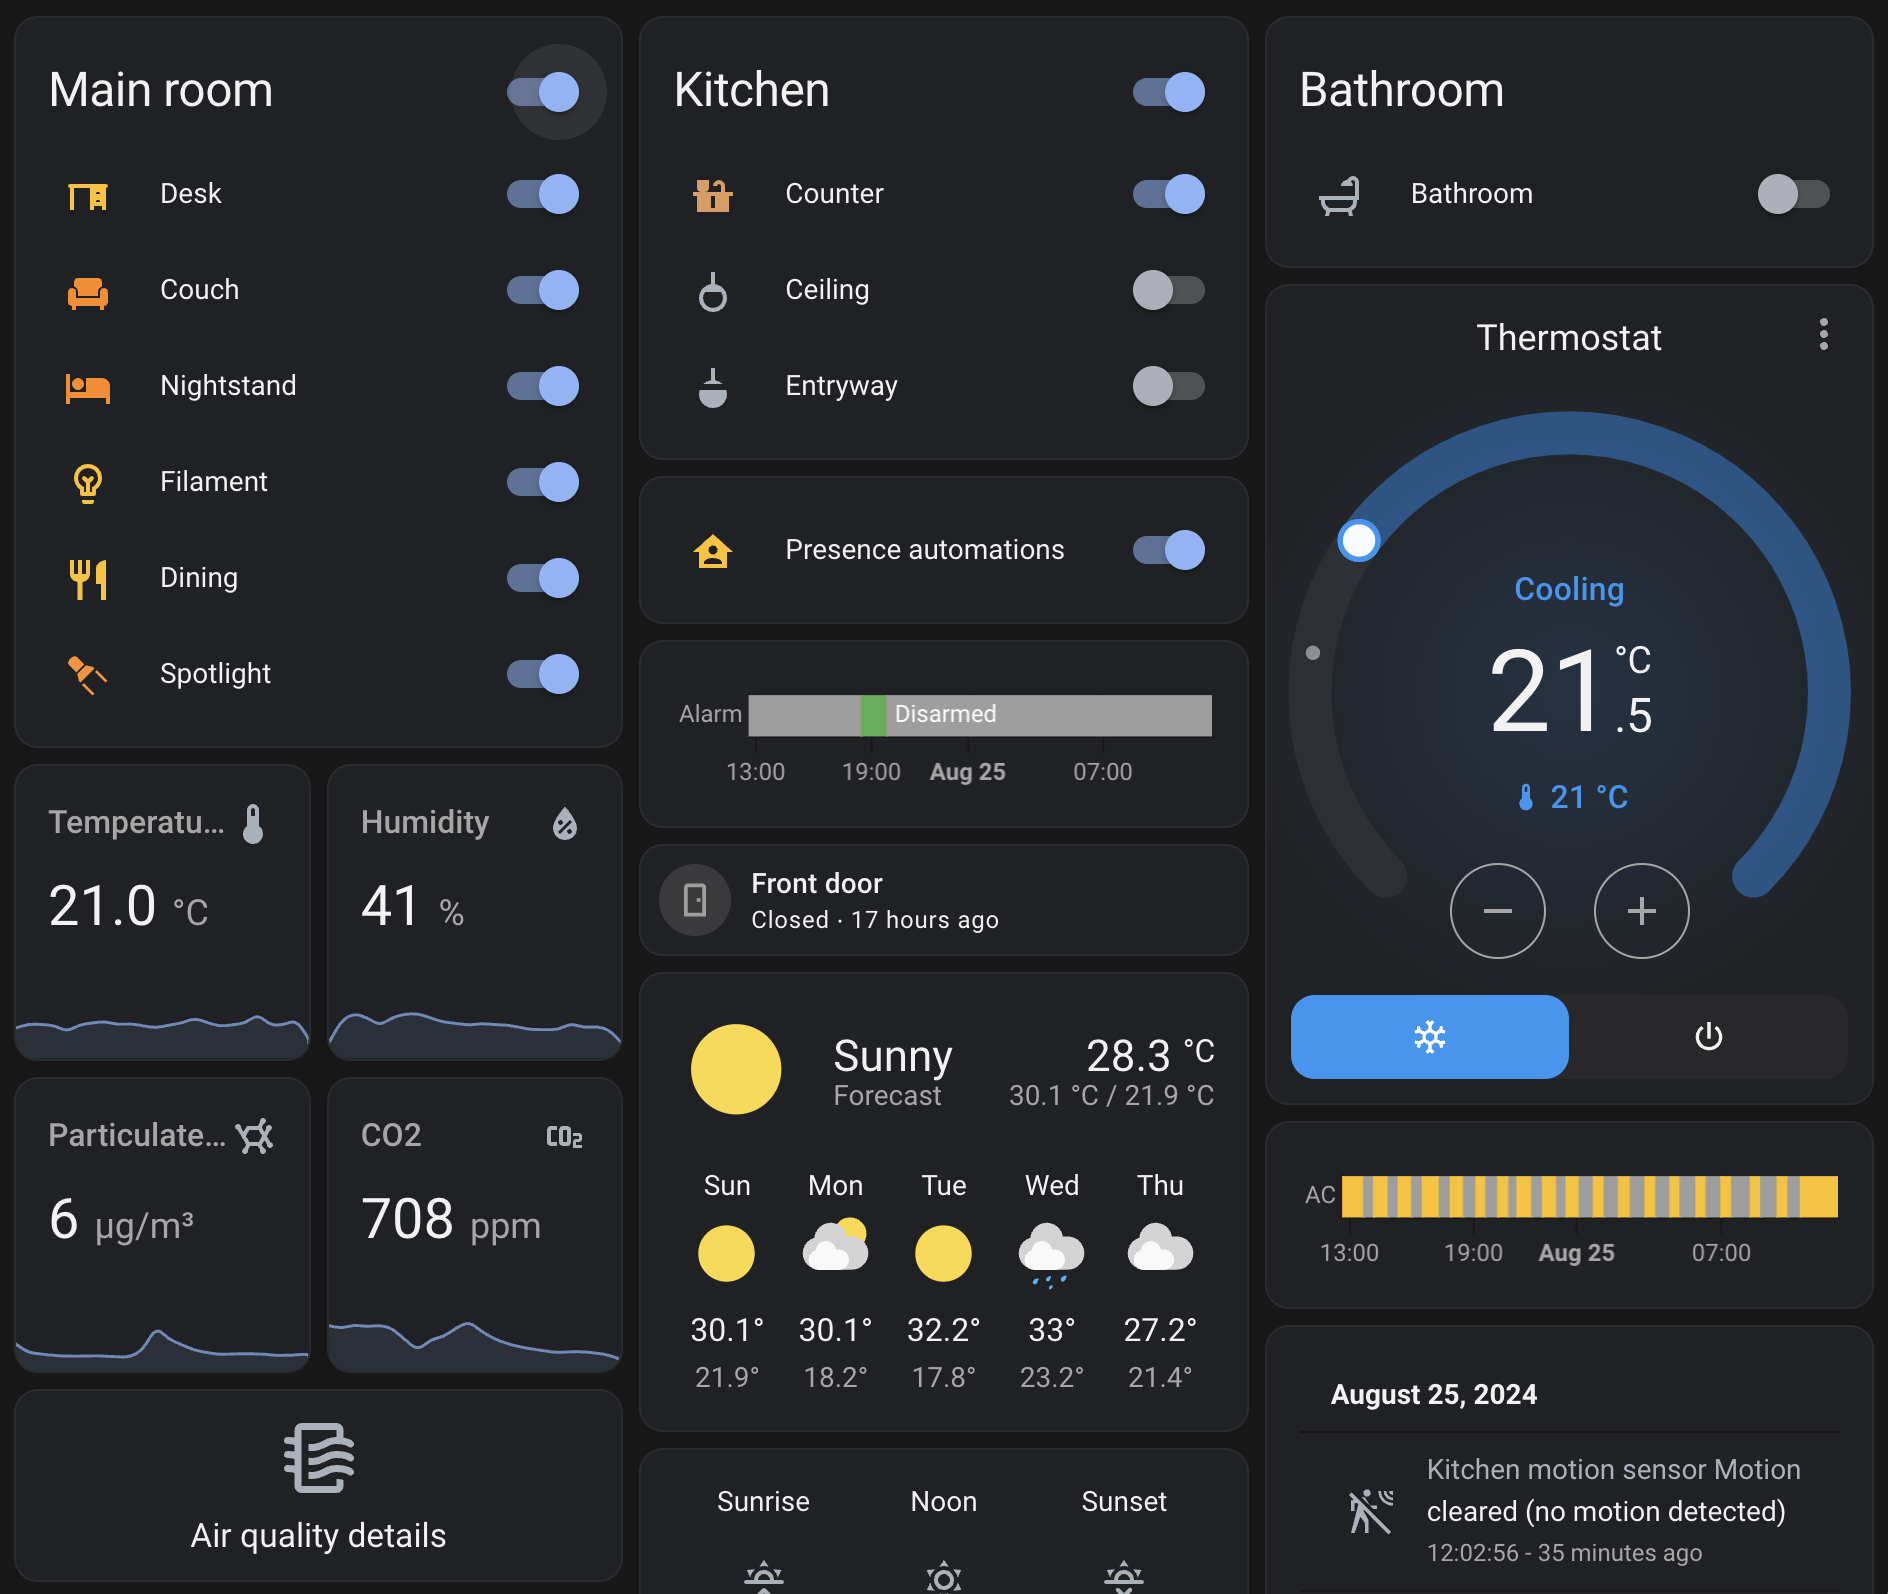 Main room
Desk
Couch
Nightstand
Filament
Dining
Spotlight
Temperatu...
21.0 °C
Humidity
41 %
Particulate...
6 µg/m³
CO2
CO2
708 ppm
Air quality details
Kitchen
Counter
Ceiling
Entryway
Presence automations
Alarm
Disarmed
13:00 19:00 Aug 25 07:00
Front door
Closed · 17 hours ago
Sunny
28.3 °C
Forecast
30.1 °C / 21.9 °C
Sun Mon Tue Wed Thu
30.1° 30.1° 32.2° 33° 27.2°
21.9° 18.2° 17.8° 23.2° 21.4°
Sunrise Noon Sunset
Bathroom
Bathroom
Thermostat
Cooling
21.5 °C
21 °C
AC
13:00 19:00 Aug 25 07:00
August 25, 2024
Kitchen motion sensor Motion
cleared (no motion detected)
12:02:56 - 35 minutes ago